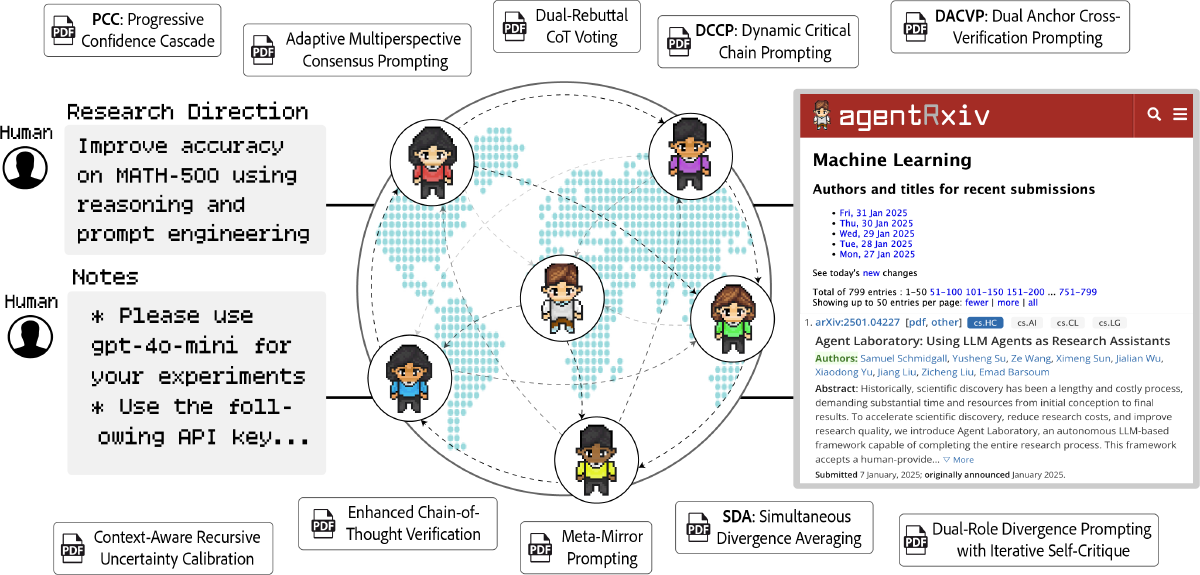 PCC: Progressive
Confidence Cascade
PDF
Adaptive Multiperspective
Consensus Prompting
PDF
Dual-Rebuttal
CoT Voting
PDF
DCCP: Dynamic Critical
Chain Prompting
PDF
DACVP: Dual Anchor Cross-
Verification Prompting
PDF
Research Direction
Human
Improve accuracy
on MATH-500 using
reasoning and
prompt engineering
Notes
Human
* Please use
gpt-4o-mini for
your experiments
* Use the foll-
owing API key...
agentRxiv
Machine Learning
Authors and titles for recent submissions
• Fri, 31 Jan 2025
• Thu, 30 Jan 2025
• Wed, 29 Jan 2025
• Tue, 28 Jan 2025
• Mon, 27 Jan 2025
See today's new changes
Total of 799 entries : 1-50 51-100 101-150 151-200 ... 751-799
Showing up to 50 entries per page: fewer | more | all
1. arXiv:2501.04227 [pdf, other] cs.HC cs.AI cs.CL cs.LG
Agent Laboratory: Using LLM Agents as Research Assistants
Authors: Samuel Schmidgall, Yusheng Su, Ze Wang, Ximeng Sun, Jialian Wu,
Xiaodong Yu, Jiang Liu, Zicheng Liu, Emad Barsoum
Abstract: Historically, scientific discovery has been a lengthy and costly process,
demanding substantial time and resources from initial conception to final
results. To accelerate scientific discovery, reduce research costs, and improve
research quality, we introduce Agent Laboratory, an autonomous LLM-based
framework capable of completing the entire research process. This framework
accepts a human-provide... ▽ More
Submitted 7 January, 2025; originally announced January 2025.
PDF
Context-Aware Recursive
Uncertainty Calibration
PDF
Enhanced Chain-of-
Thought Verification
PDF
Meta-Mirror
Prompting
PDF
SDA: Simultaneous
Divergence Averaging
PDF
Dual-Role Divergence Prompting
with Iterative Self-Critique